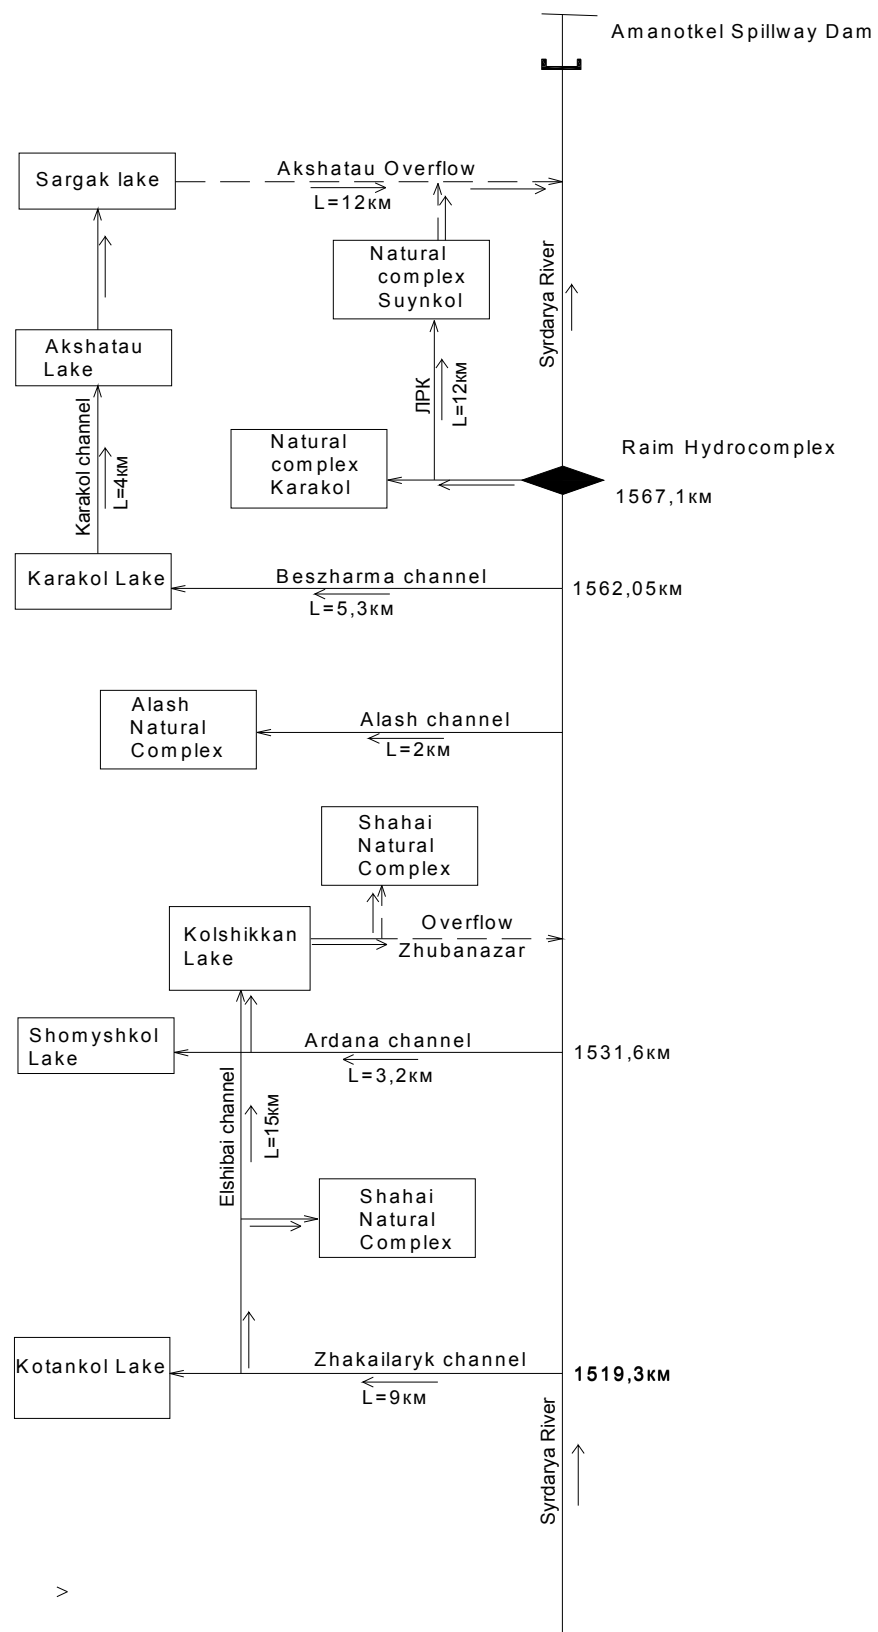 Amanotkel Spillway Dam
Sargak lake
Akshatau Overflow
L=12км
Natural
complex
Suynkol
Syrdarya River
Akshatau
Lake
ЛРК
L=12км
Karakol channel
L=4км
Natural
complex
Karakol
Raim Hydrocomplex
1567,1км
Karakol Lake
Beszharma channel
L=5,3км
1562,05км
Alash
Natural
Complex
Alash channel
L=2км
Shahai
Natural
Complex
Kolshikkan
Lake
Overflow
Zhubanazar
Shomyshkol
Lake
Ardana channel
L=3,2км
1531,6км
Elshibai channel
L=15км
Shahai
Natural
Complex
Kotankol Lake
Zhakailaryk channel
L=9км
1519,3км
Syrdarya River
>